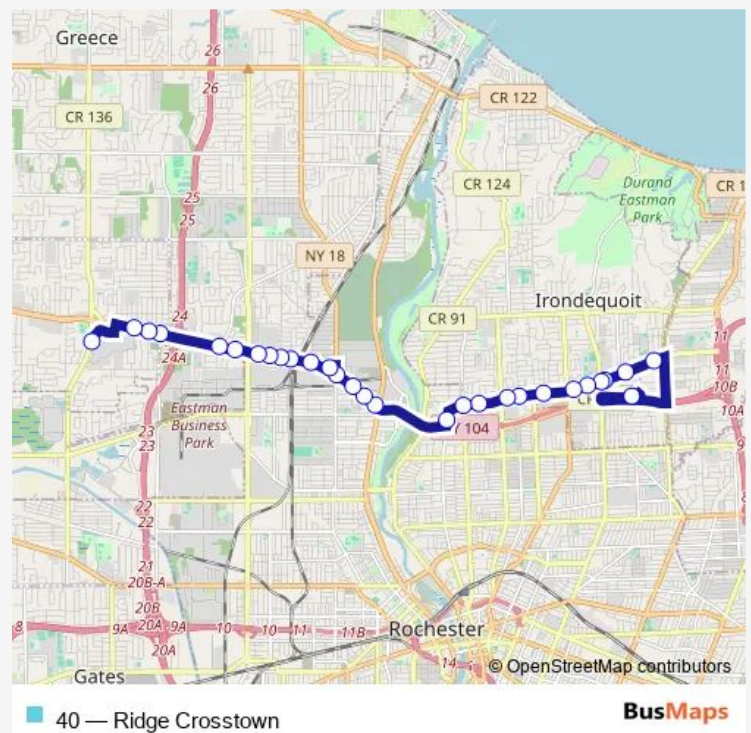 Greece
26
26
CR 136
CR 122
CR 124
Durand
Eastman
Park
CR 1
25
25
NY 18
Irondequoit
24
CR 91
24A
11
11
10B
10A
Eastman
Business
Park
Y 104
23
23
22
22
21
20B-A
20B
20A
9A
20A
8
9A
10
10
11
11B
Rochester
14
Gates
© OpenStreetMap contributors
40 — Ridge Crosstown
BusMaps